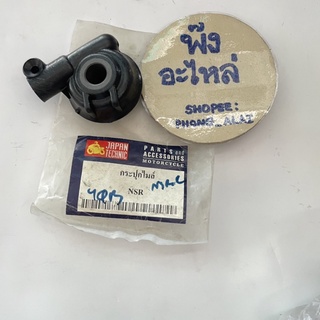 พึ่ง
อะไหล่
SHOPEE:
PHONG_ALAI
JAPAN
TECHNIC
PARTS AND
ACCESSORIES
MOTORCYCLE
กระปุกไมล์
NSR